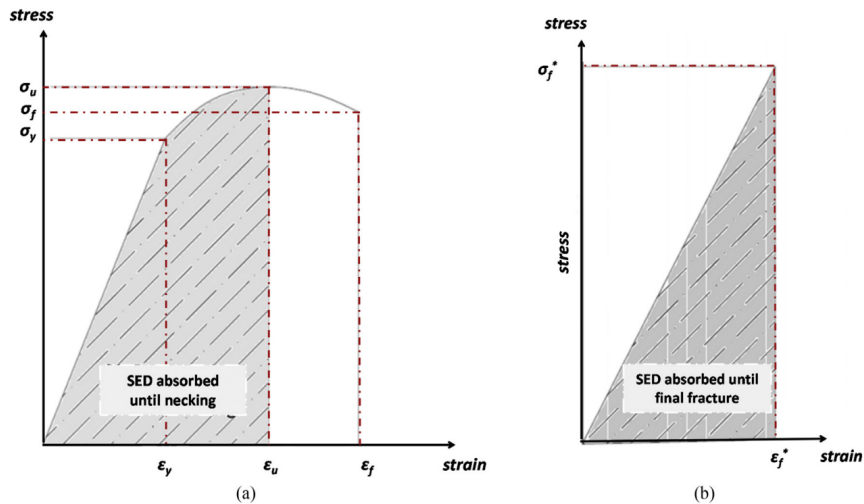 stress
σu
σf
σy
SED absorbed
until necking
εy
εu
εf
strain
(a)
stress
σf*
stress
SED absorbed until
final fracture
εf*
strain
(b)